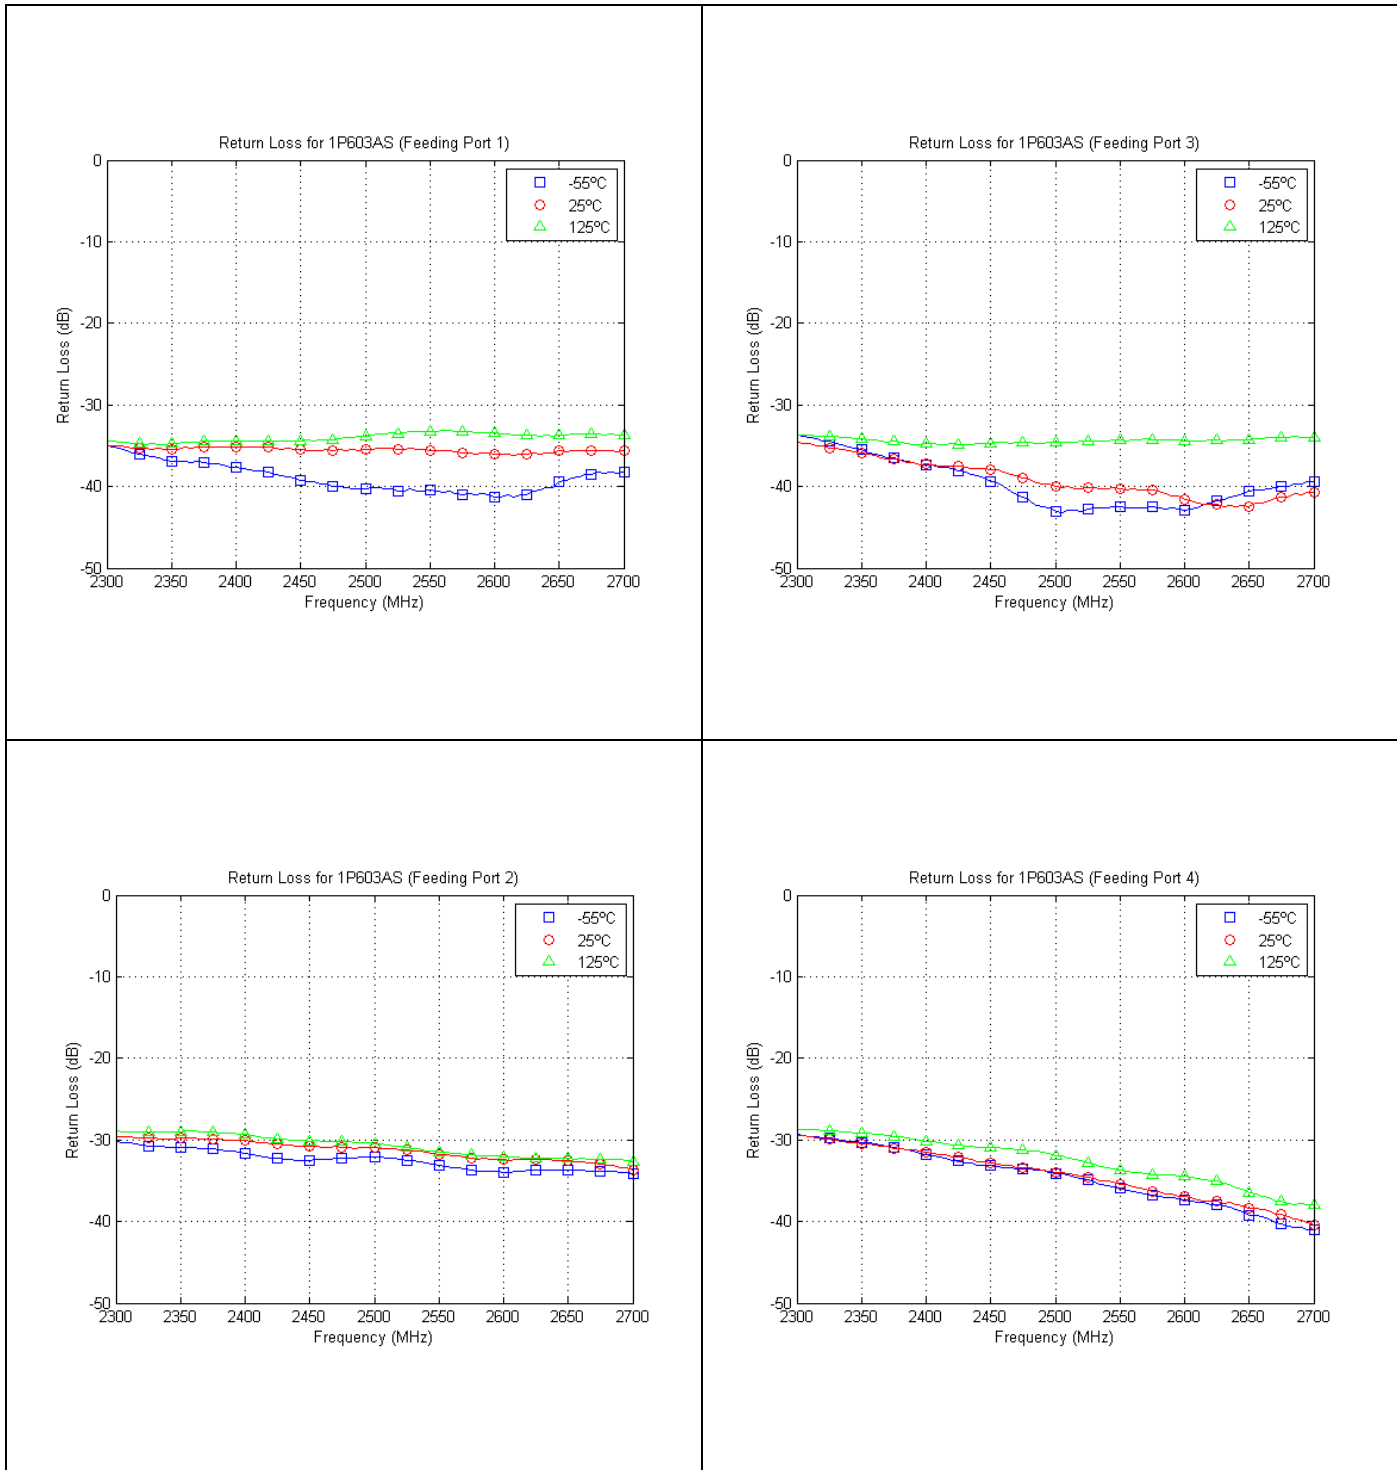 Return Loss for 1P603AS (Feeding Port 1)
0
-10
-20
-30
-40
-50
Return Loss (dB)
-55ºC
25ºC
125ºC
2300 2350 2400 2450 2500 2550 2600 2650 2700
Frequency (MHz)
Return Loss for 1P603AS (Feeding Port 3)
0
-10
-20
-30
-40
-50
Return Loss (dB)
-55ºC
25ºC
125ºC
2300 2350 2400 2450 2500 2550 2600 2650 2700
Frequency (MHz)
Return Loss for 1P603AS (Feeding Port 2)
0
-10
-20
-30
-40
-50
Return Loss (dB)
-55ºC
25ºC
125ºC
2300 2350 2400 2450 2500 2550 2600 2650 2700
Frequency (MHz)
Return Loss for 1P603AS (Feeding Port 4)
0
-10
-20
-30
-40
-50
Return Loss (dB)
-55ºC
25ºC
125ºC
2300 2350 2400 2450 2500 2550 2600 2650 2700
Frequency (MHz)